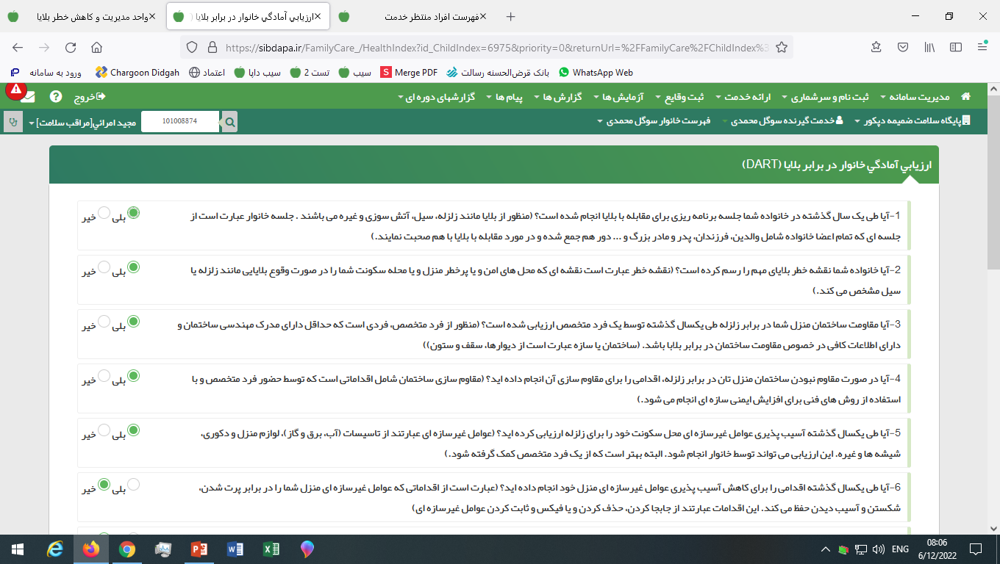 واحد مدیریت و کاهش خطر بلایا
ارزيابي آمادگي خانوار در برابر بلايا (
فهرست افراد منتظر خدمت
https://sibdapa.ir/FamilyCare_/HealthIndex?id_ChildIndex=6975&priority=0&returnUrl=%2FFamilyCare%2FChildIndex%3
ورود به سامانه
Chargoon Didgah
اعتماد
سیب داپا
تست 2
سیب
Merge PDF
بانک قرض‌الحسنه رسالت
WhatsApp Web
مدیریت سامانه
ثبت نام و سرشماری
ارائه خدمت
ثبت وقایع
آزمایش ها
گزارش ها
پیام ها
گزارشهای دوره ای
خروج
پایگاه سلامت ضمیمه دپکور
خدمت گیرنده سوگل محمدی
فهرست خانوار سوگل محمدی
101008874
مجيد امراني[مراقب سلامت]
ارزيابي آمادگي خانوار در برابر بلايا (DART)
1-آیا طی یک سال گذشته در خانواده شما جلسه برنامه ریزی برای مقابله با بلایا انجام شده است؟ (منظور از بلایا مانند زلزله، سیل، آتش سوزی و غیره می باشند . جلسه خانوار عبارت است از
جلسه ای که تمام اعضا خانواده شامل والدین، فرزندان، پدر و مادر بزرگ و ... دور هم جمع شده و در مورد مقابله با بلایا با هم صحبت نمایند.)
بلی خیر
2-آیا خانواده شما نقشه خطر بلایای مهم را رسم کرده است؟ (نقشه خطر عبارت است نقشه ای که محل های امن و یا پرخطر منزل و یا محله سکونت شما را در صورت وقوع بلایایی مانند زلزله یا
سیل مشخص می کند.)
بلی خیر
3-آیا مقاومت ساختمان منزل شما در برابر زلزله طی یکسال گذشته توسط یک فرد متخصص ارزیابی شده است؟ (منظور از فرد متخصص، فردی است که حداقل دارای مدرک مهندسی ساختمان و
دارای اطلاعات کافی در خصوص مقاومت ساختمان در برابر بلایا باشد. (ساختمان یا سازه عبارت است از دیوارها، سقف و ستون))
بلی خیر
4-آیا در صورت مقاوم نبودن ساختمان منزل تان در برابر زلزله، اقدامی را برای مقاوم سازی آن انجام داده اید؟ (مقاوم سازی ساختمان شامل اقداماتی است که توسط حضور فرد متخصص و با
استفاده از روش های فنی برای افزایش ایمنی سازه ای انجام می شود.)
بلی خیر
5-آیا طی یکسال گذشته آسیب پذیری عوامل غیرسازه ای محل سکونت خود را برای زلزله ارزیابی کرده اید؟ (عوامل غیرسازه ای عبارتند از تاسیسات (آب، برق و گاز)، لوازم منزل و دکوری،
شیشه ها و غیره. این ارزیابی می تواند توسط خانوار انجام شود. البته بهتر است که از یک فرد متخصص کمک گرفته شود.)
بلی خیر
6-آیا طی یکسال گذشته اقدامی را برای کاهش آسیب پذیری عوامل غیرسازه ای منزل خود انجام داده اید؟ (عبارت است از اقداماتی که عوامل غیرسازه ای منزل شما را در برابر پرت شدن،
شکستن و آسیب دیدن حفظ می کند. این اقدامات عبارتند از جابجا کردن، حذف کردن و یا فیکس و ثابت کردن عوامل غیرسازه ای)
بلی خیر
ENG
08:06
6/12/2022